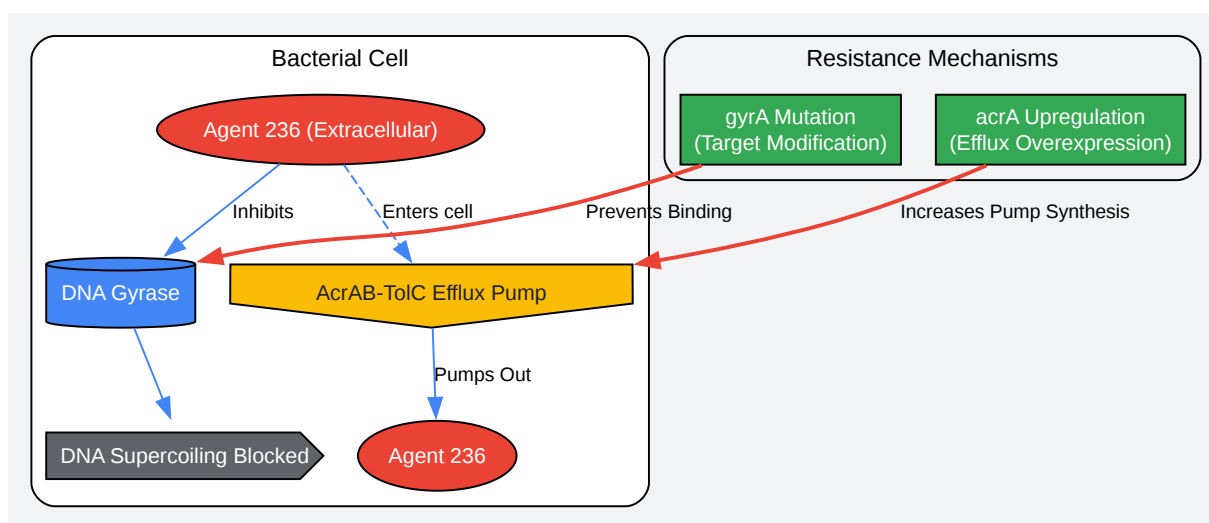 Bacterial Cell
Resistance Mechanisms
Agent 236 (Extracellular)
gyrA Mutation
(Target Modification)
acrA Upregulation
(Efflux Overexpression)
Inhibits
Enters cell
Prevents Binding
Increases Pump Synthesis
DNA Gyrase
AcrAB-TolC Efflux Pump
Pumps Out
DNA Supercoiling Blocked
Agent 236